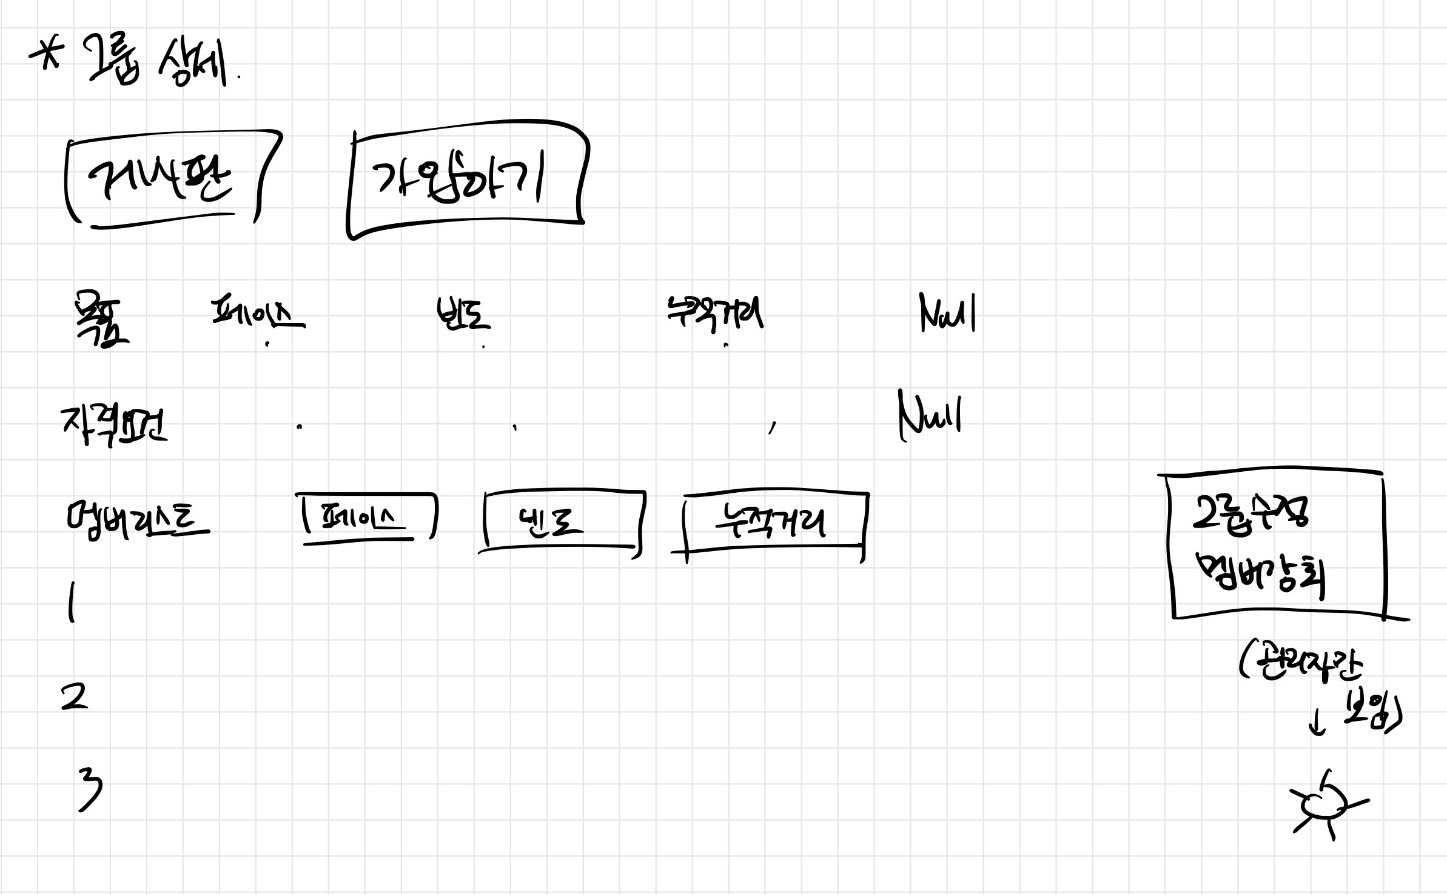 * 그룹 상세.
게시판 가입하기
목표 페이스 빈도 누적거리 Null
자격요건 Null
멤버리스트 페이스 빈도 누적거리
1
2
3
그룹수정
멤버강퇴
(관리자만
↓ 보임)